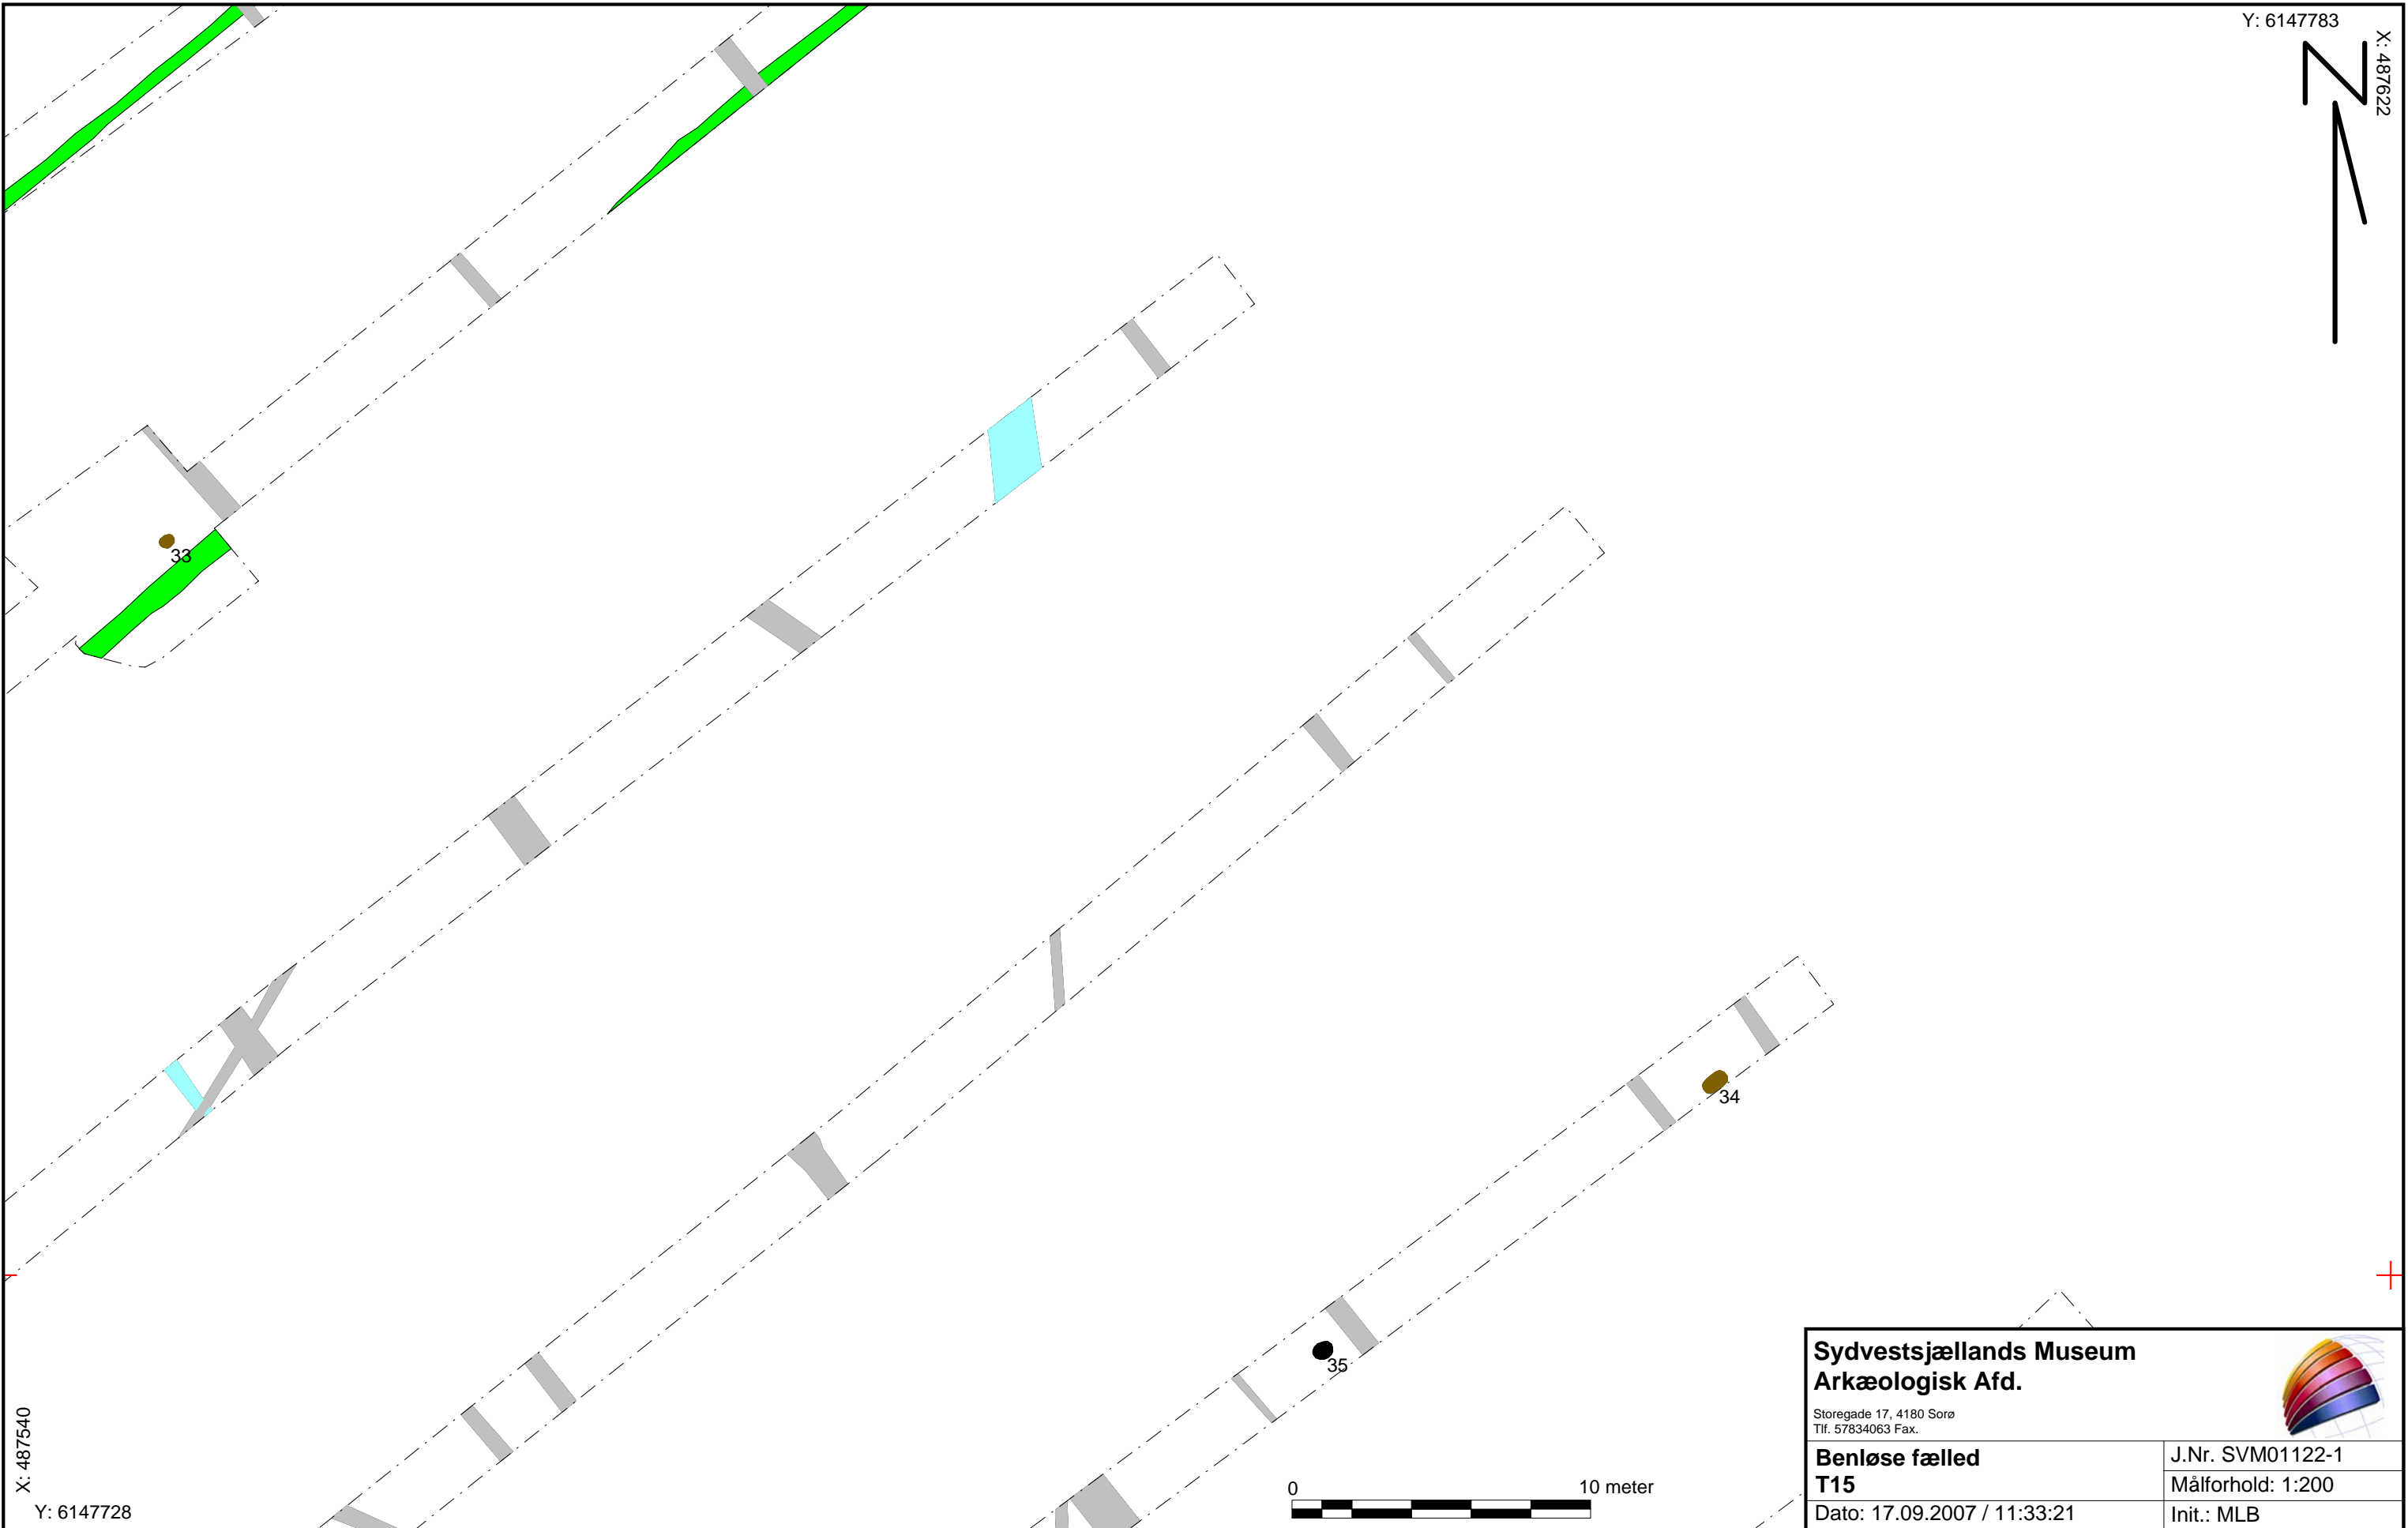 Y: 6147783
X: 487622
33
34
35
X: 487540
Y: 6147728
0 10 meter
Sydvestsjællands Museum
Arkæologisk Afd.
Storegade 17, 4180 Sorø
Tlf. 57834063 Fax.
Benløse fælled
T15
J.Nr. SVM01122-1
Målforhold: 1:200
Dato: 17.09.2007 / 11:33:21
Init.: MLB